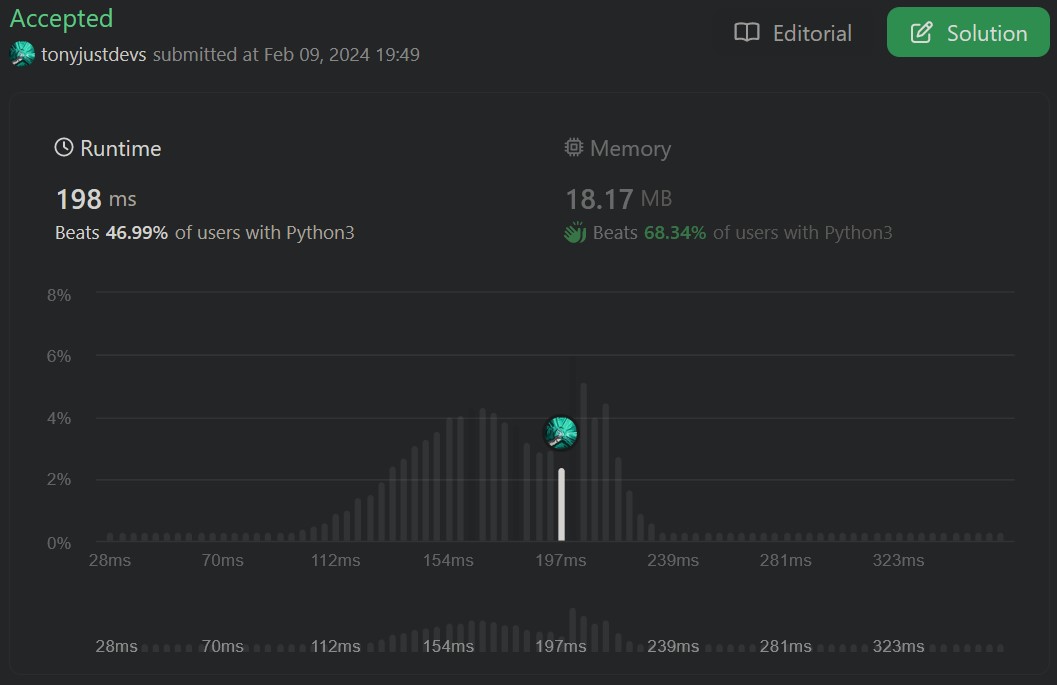 Accepted
Editorial
Solution
tonyjustdevs submitted at Feb 09, 2024 19:49
Runtime
Memory
198 ms
18.17 MB
Beats 46.99% of users with Python3
Beats 68.34% of users with Python3
8%
6%
4%
2%
0%
28ms 70ms 112ms 154ms 197ms 239ms 281ms 323ms
28ms 70ms 112ms 154ms 197ms 239ms 281ms 323ms